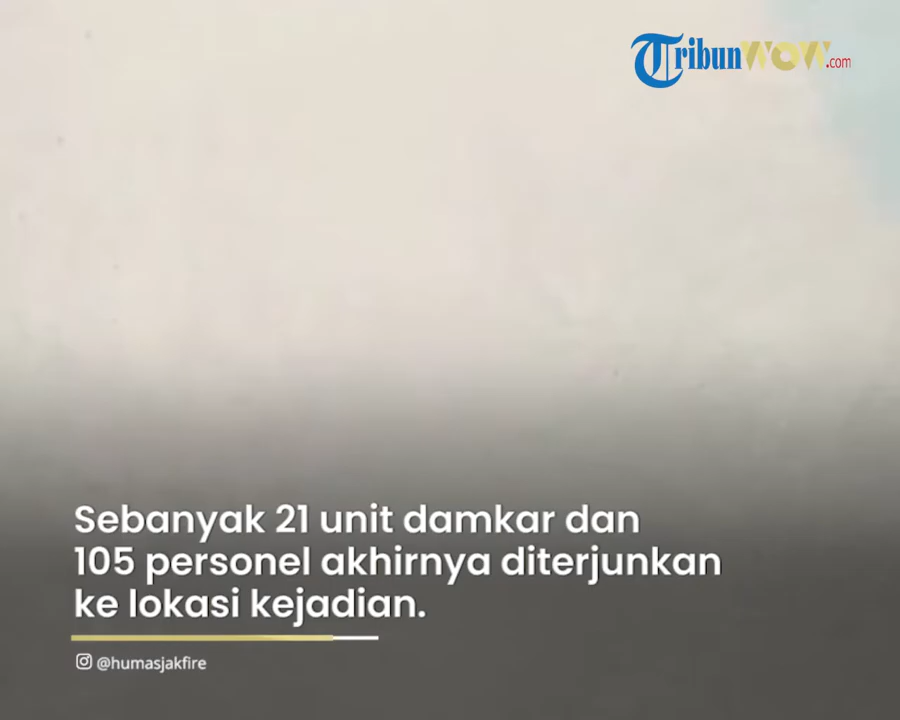 TribunWOW.com
Sebanyak 21 unit damkar dan
105 personel akhirnya diterjunkan
ke lokasi kejadian.
@humasjakfire